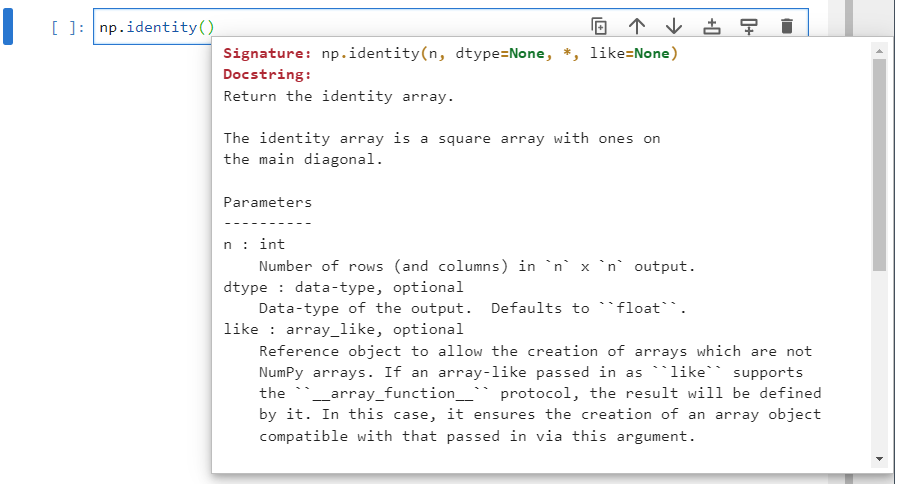 [ ]: np.identity()
Signature: np.identity(n, dtype=None, *, like=None)
Docstring:
Return the identity array.
The identity array is a square array with ones on
the main diagonal.
Parameters
----------
n : int
Number of rows (and columns) in `n` x `n` output.
dtype : data-type, optional
Data-type of the output.  Defaults to ``float``.
like : array_like, optional
Reference object to allow the creation of arrays which are not
NumPy arrays. If an array-like passed in as ``like`` supports
the ``__array_function__`` protocol, the result will be defined
by it. In this case, it ensures the creation of an array object
compatible with that passed in via this argument.